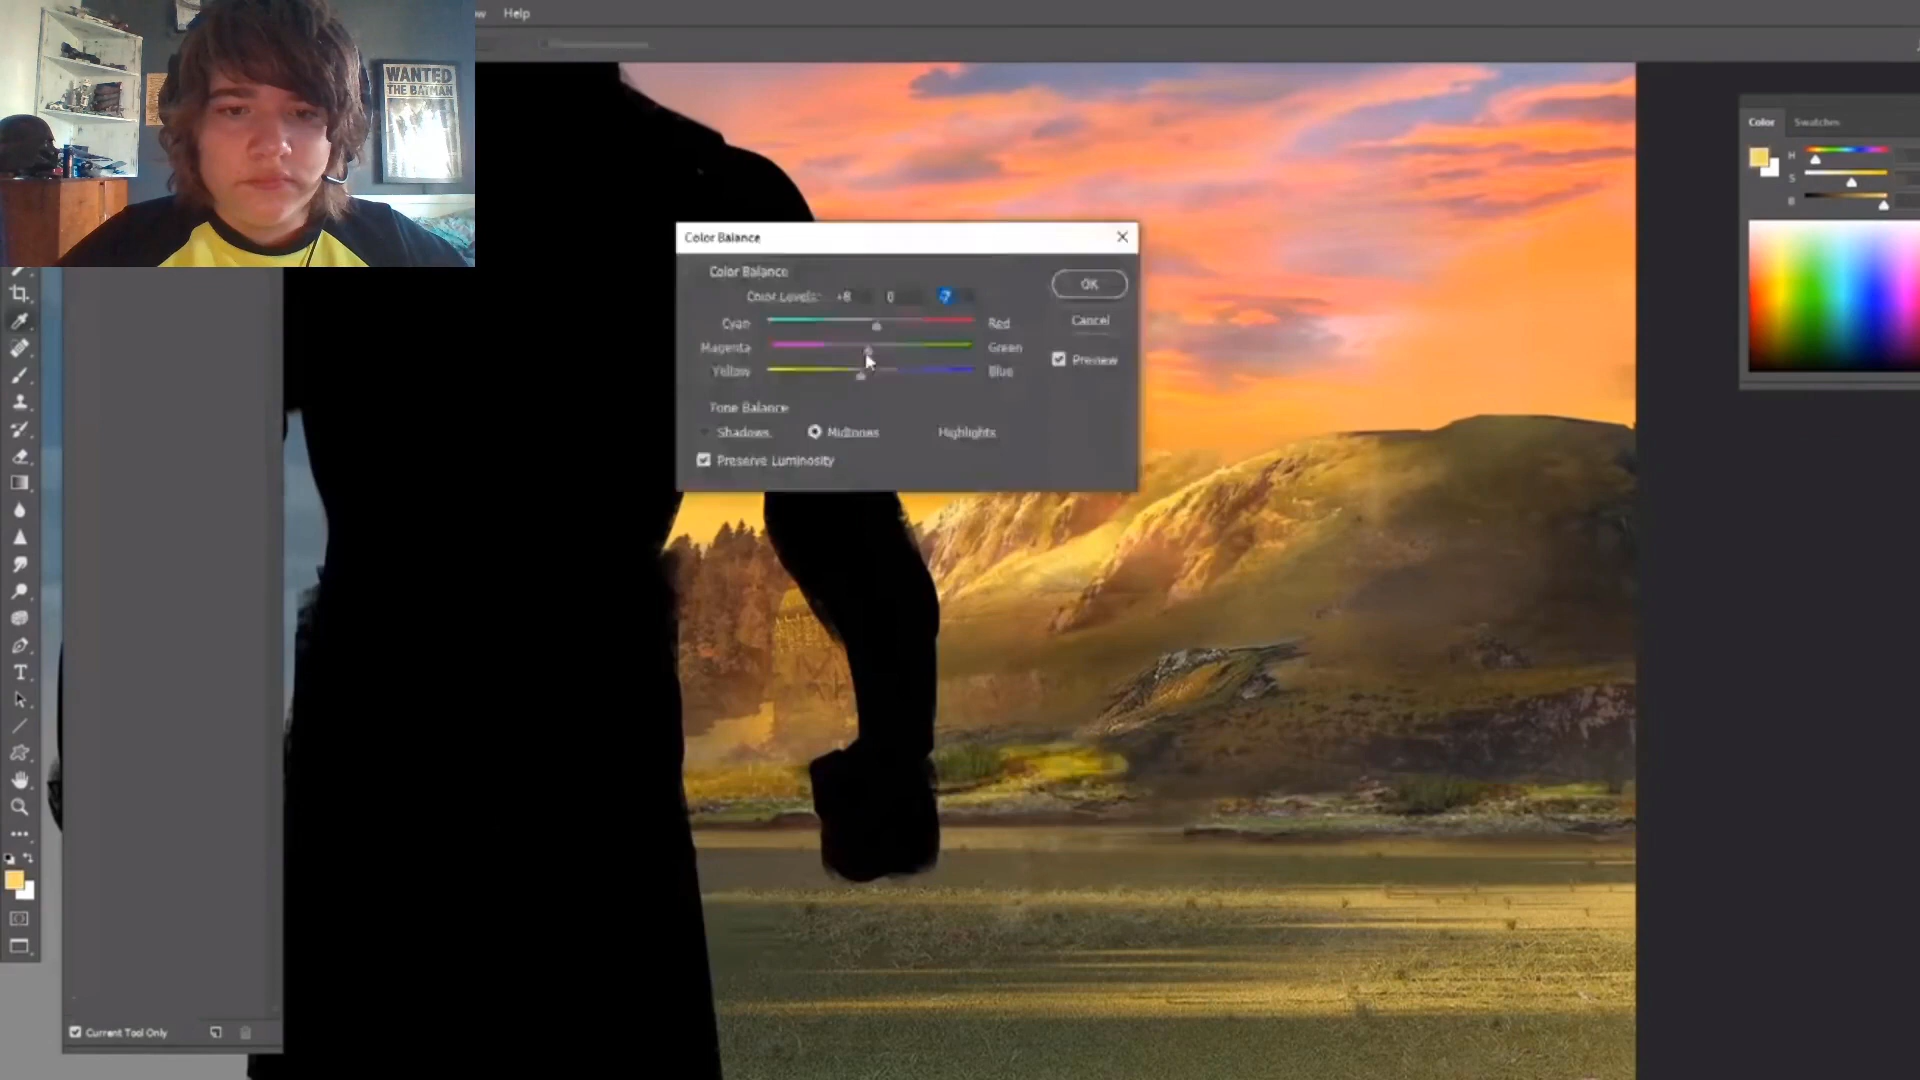 Help
WANTED
THE BATMAN
Color Swatches
H
S
B
Color Balance
Color Balance
Color Levels: +8 0 -7
OK
Cyan Red
Cancel
Magenta Green
Preview
Yellow Blue
Tone Balance
Shadows Midtones Highlights
Preserve Luminosity
T
Current Tool Only